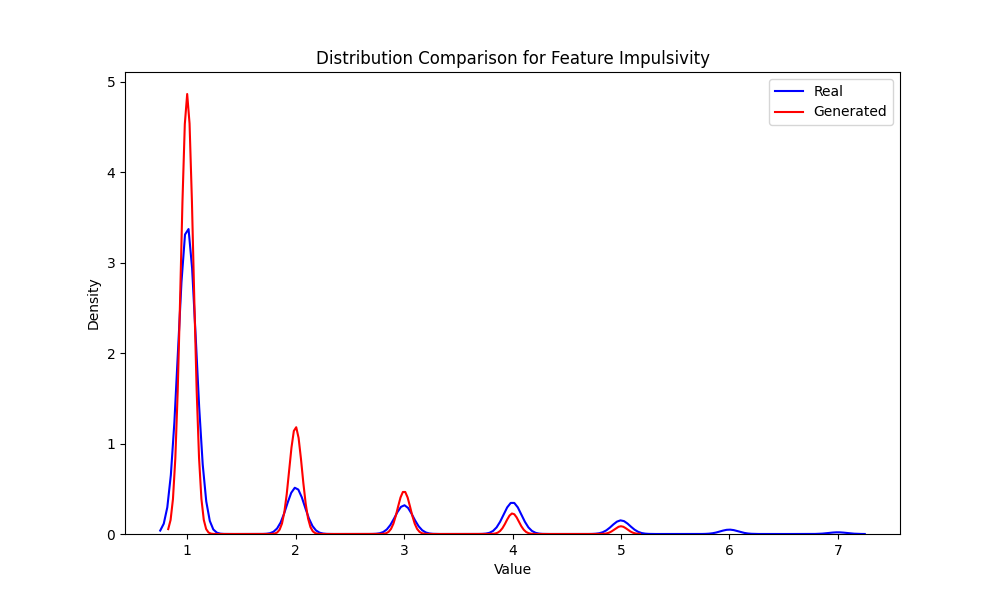 Distribution Comparison for Feature Impulsivity
Real
Generated
Density
5
4
3
2
1
0
1 2 3 4 5 6 7
Value